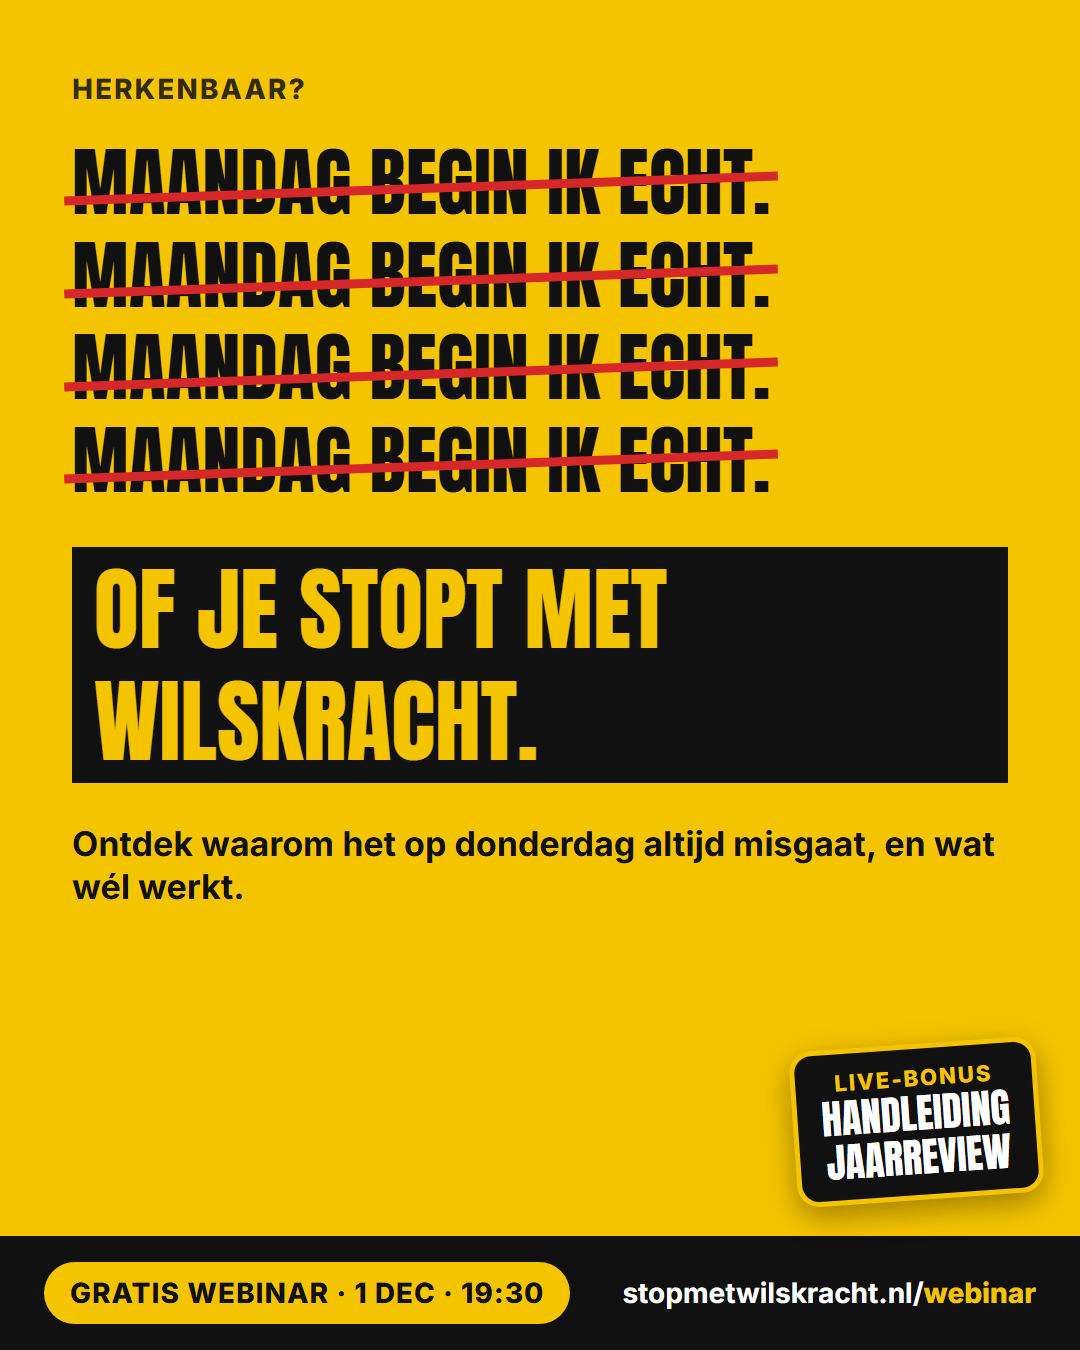 HERKENBAAR?
MAANDAG BEGIN IK ECHT.
MAANDAG BEGIN IK ECHT.
MAANDAG BEGIN IK ECHT.
MAANDAG BEGIN IK ECHT.
OF JE STOPT MET
WILSKRACHT.
Ontdek waarom het op donderdag altijd misgaat, en wat
wél werkt.
LIVE-BONUS
HANDLEIDING
JAARREVIEW
GRATIS WEBINAR · 1 DEC · 19:30
stopmetwilskracht.nl/webinar